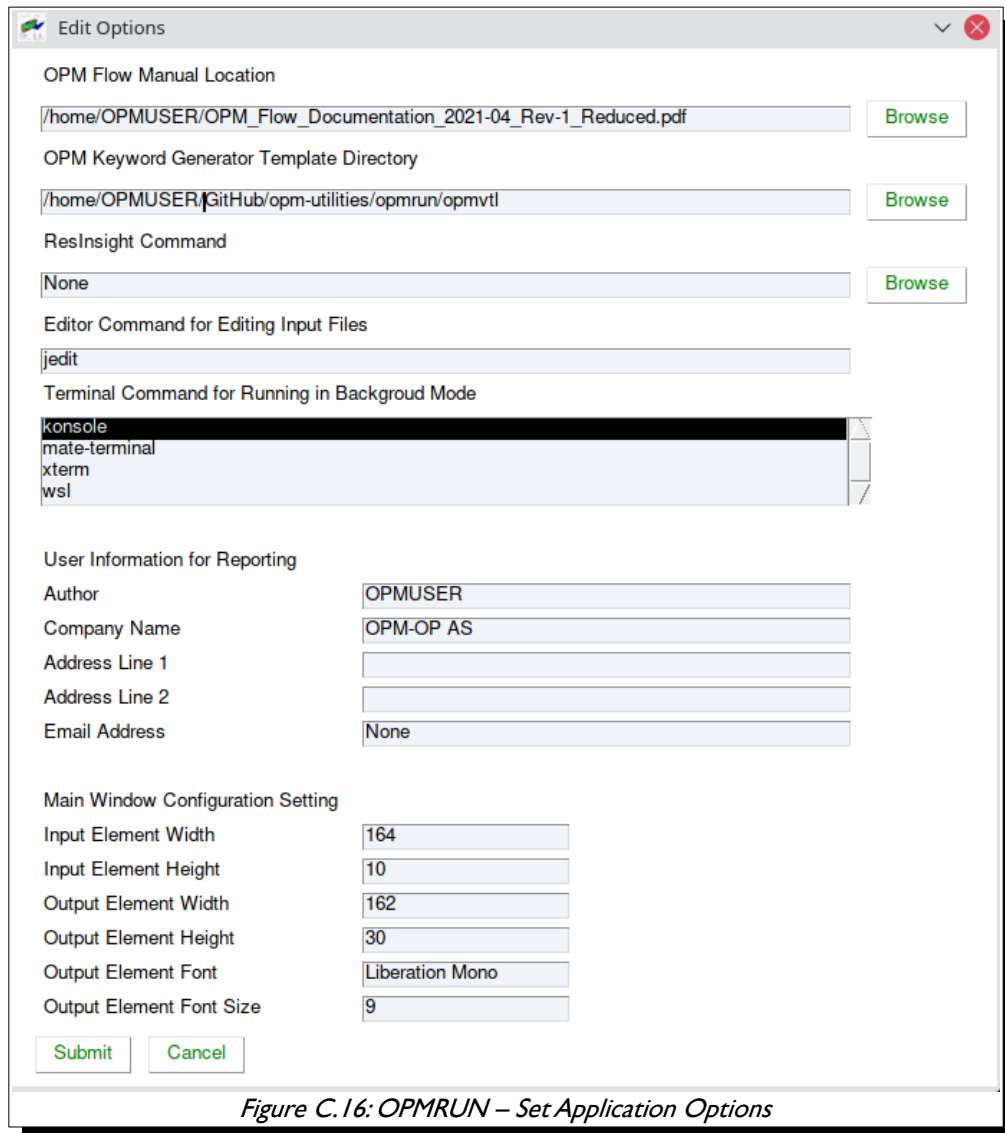 Edit Options
OPM Flow Manual Location
/home/OPMUSER/OPM_Flow_Documentation_2021-04_Rev-1_Reduced.pdf Browse
OPM Keyword Generator Template Directory
/home/OPMUSER/GitHub/opm-utilities/opmrun/opmvtl Browse
ResInsight Command
None Browse
Editor Command for Editing Input Files
jedit
Terminal Command for Running in Backgroud Mode
konsole
mate-terminal
xterm
wsl
User Information for Reporting
Author OPMUSER
Company Name OPM-OP AS
Address Line 1
Address Line 2
Email Address None
Main Window Configuration Setting
Input Element Width 164
Input Element Height 10
Output Element Width 162
Output Element Height 30
Output Element Font Liberation Mono
Output Element Font Size 9
Submit Cancel
Figure C.16: OPMRUN – Set Application Options